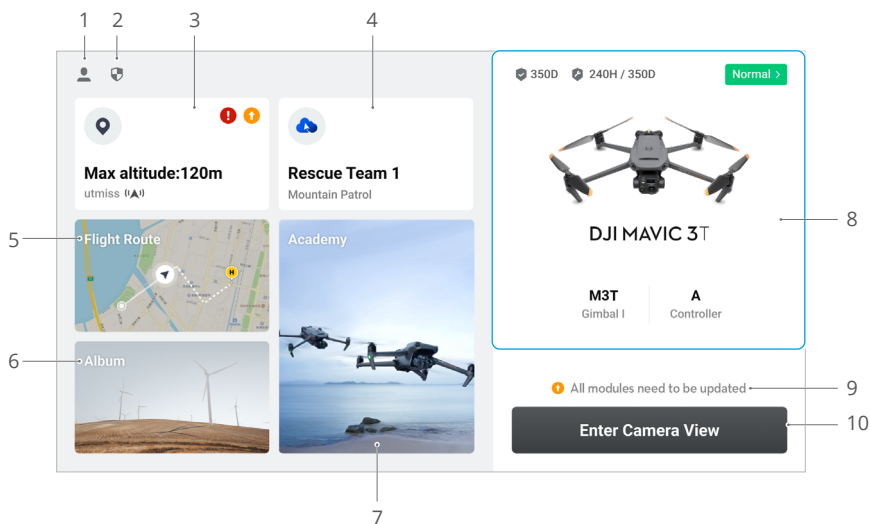 1
2
3
4
350D
240H / 350D
Normal >
Max altitude:120m
utmiss
Rescue Team 1
Mountain Patrol
5
Flight Route
H
Academy
8
DJI MAVIC 3T
M3T
Gimbal I
A
Controller
6
Album
All modules need to be updated
9
Enter Camera View
10
7